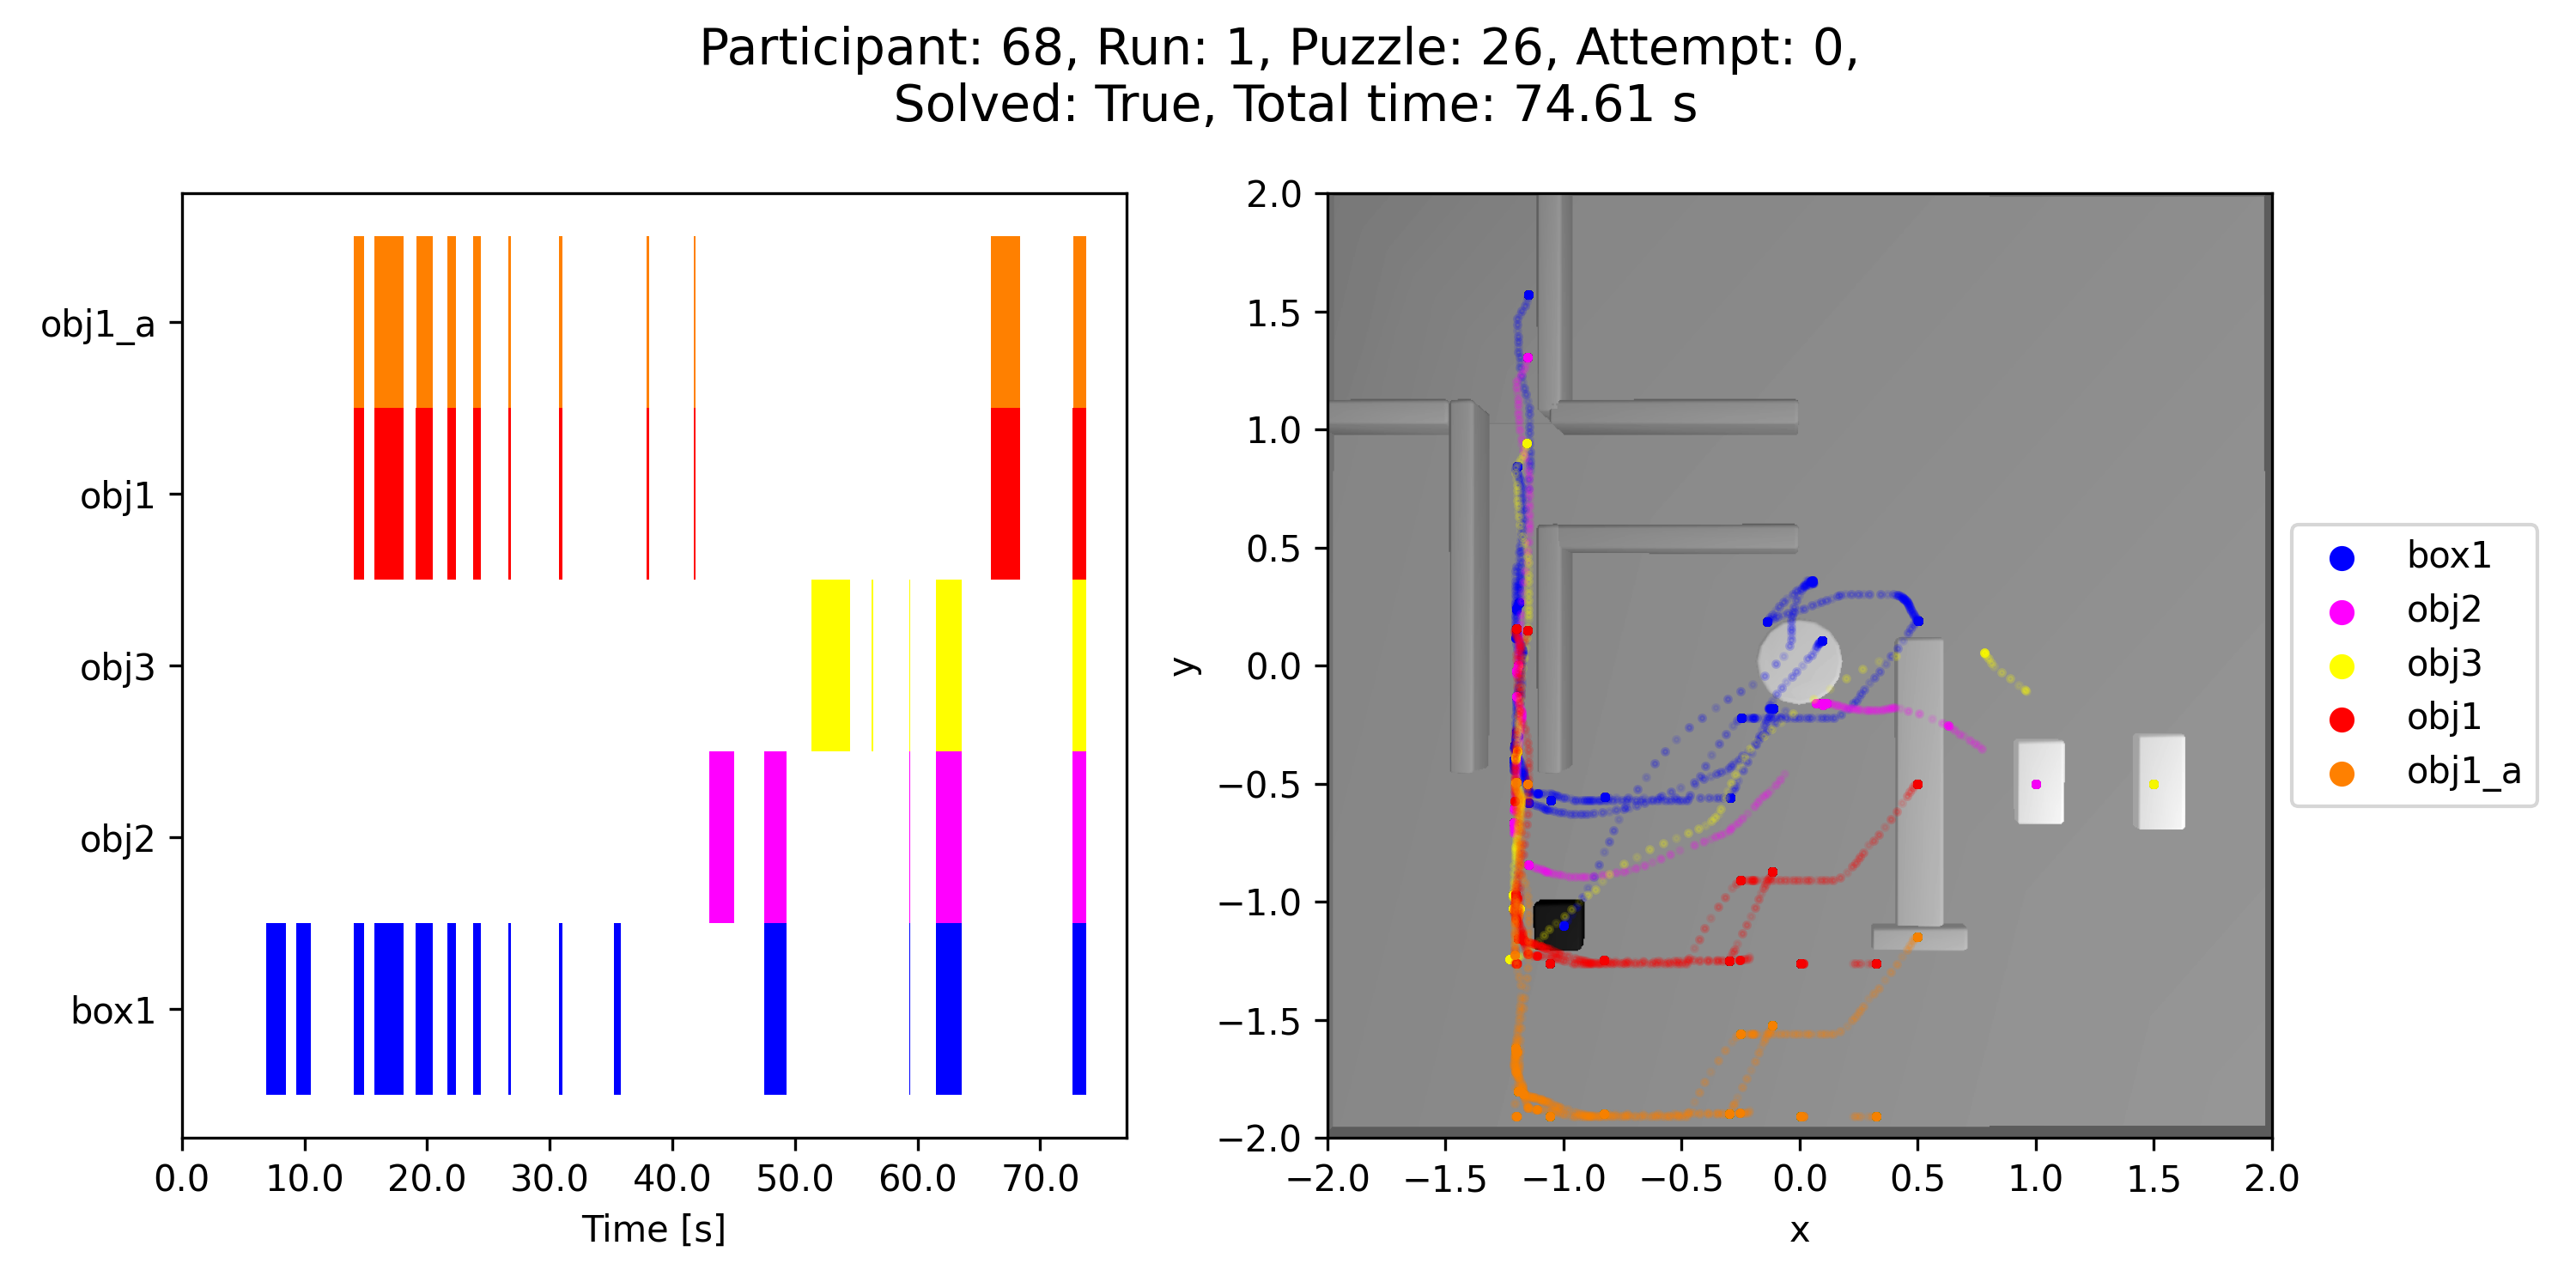 Participant: 68, Run: 1, Puzzle: 26, Attempt: 0,
Solved: True, Total time: 74.61 s
obj1_a
obj1
obj3
obj2
box1
0.0 10.0 20.0 30.0 40.0 50.0 60.0 70.0
Time [s]
2.0
1.5
1.0
0.5
0.0
−0.5
−1.0
−1.5
−2.0
y
−2.0 −1.5 −1.0 −0.5 0.0 0.5 1.0 1.5 2.0
x
box1
obj2
obj3
obj1
obj1_a